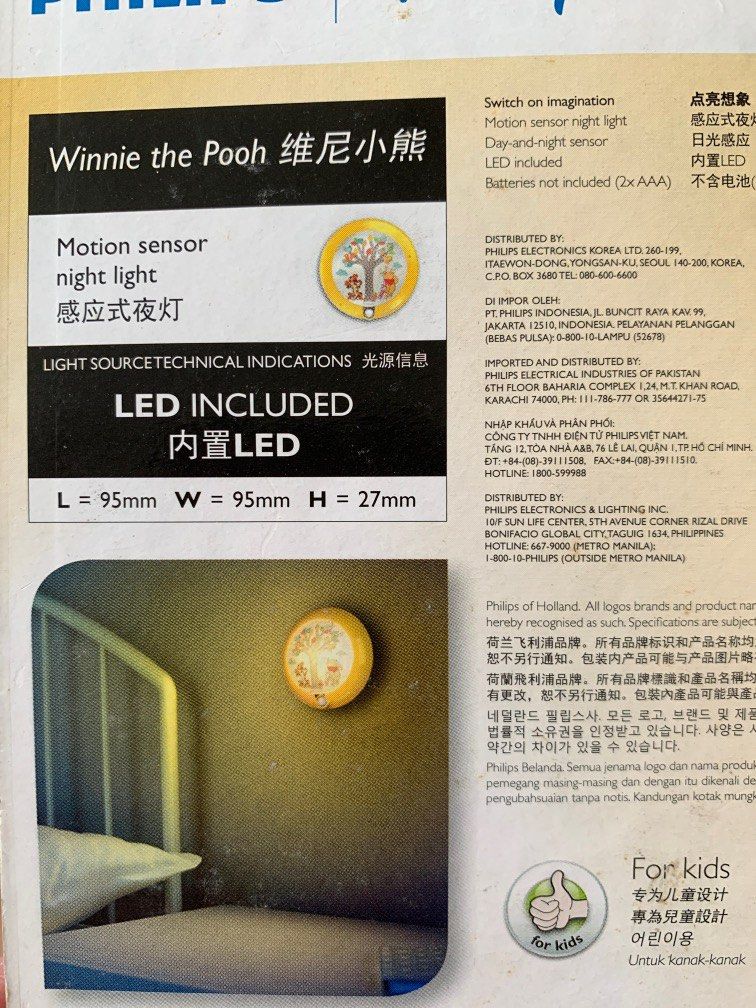 PHILIPS
Winnie the Pooh 维尼小熊
Motion sensor
night light
感应式夜灯
LIGHT SOURCETECHNICAL INDICATIONS 光源信息
LED INCLUDED
内置LED
L = 95mm W = 95mm H = 27mm
Switch on imagination 点亮想象
Motion sensor night light 感应式夜灯
Day-and-night sensor 日光感应
LED included 内置LED
Batteries not included (2x AAA) 不含电池(
DISTRIBUTED BY:
PHILIPS ELECTRONICS KOREA LTD. 260-199,
ITAEWON-DONG, YONGSAN-KU, SEOUL 140-200, KOREA,
C.P.O. BOX 3680 TEL: 080-600-6600
DI IMPOR OLEH:
PT. PHILIPS INDONESIA, JL. BUNCIT RAYA KAV. 99,
JAKARTA 12510, INDONESIA. PELAYANAN PELANGGAN
(BEBAS PULSA): 0-800-10-LAMPU (52678)
IMPORTED AND DISTRIBUTED BY:
PHILIPS ELECTRICAL INDUSTRIES OF PAKISTAN
6TH FLOOR BAHARIA COMPLEX 1,24, M.T. KHAN ROAD,
KARACHI 74000, PH: 111-786-777 OR 35644271-75
NHẬP KHẨU VÀ PHÂN PHỐI:
CÔNG TY TNHH ĐIỆN TỬ PHILIPS VIỆT NAM.
TẦNG 12, TÒA NHÀ A&B, 76 LÊ LAI, QUẬN 1, TP. HỒ CHÍ MINH.
ĐT: +84-(08)-39111508, FAX:+84-(08)-39111510.
HOTLINE: 1800-599988
DISTRIBUTED BY:
PHILIPS ELECTRONICS & LIGHTING INC.
10/F SUN LIFE CENTER, 5TH AVENUE CORNER RIZAL DRIVE
BONIFACIO GLOBAL CITY, TAGUIG 1634, PHILIPPINES
HOTLINE: 667-9000 (METRO MANILA);
1-800-10-PHILIPS (OUTSIDE METRO MANILA)
Philips of Holland. All logos brands and product nam
hereby recognised as such. Specifications are subject
荷兰飞利浦品牌。所有品牌标识和产品名称均
恕不另行通知。包装内产品可能与产品图片略
荷蘭飛利浦品牌。所有品牌標識和產品名稱均
有更改，恕不另行通知。包裝內產品可能與產
네덜란드 필립스사. 모든 로고, 브랜드 및 제품
법률적 소유권을 인정받고 있습니다. 사양은 사
약간의 차이가 있을 수 있습니다.
Philips Belanda. Semua jenama logo dan nama produk
pemegang masing-masing dan dengan itu dikenali de
pengubahsuaian tanpa notis. Kandungan kotak mungk
for kids
For kids
专为儿童设计
專為兒童設計
어린이용
Untuk kanak-kanak